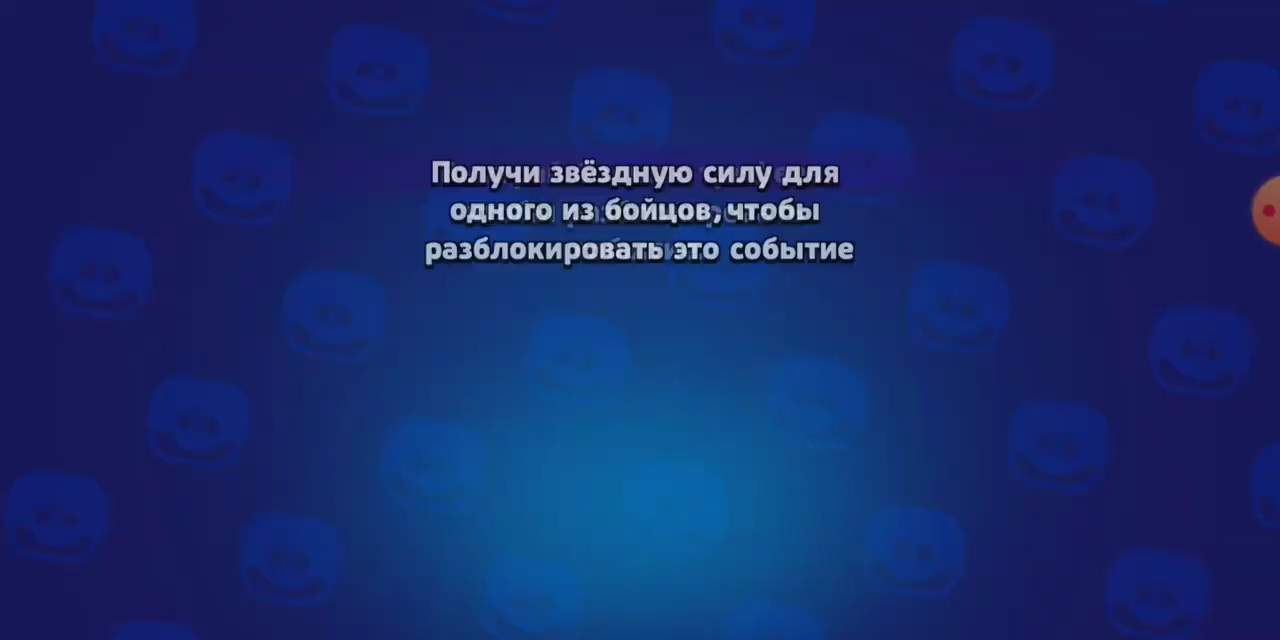 Получи звёздную силу для
одного из бойцов,чтобы
разблокировать это событие